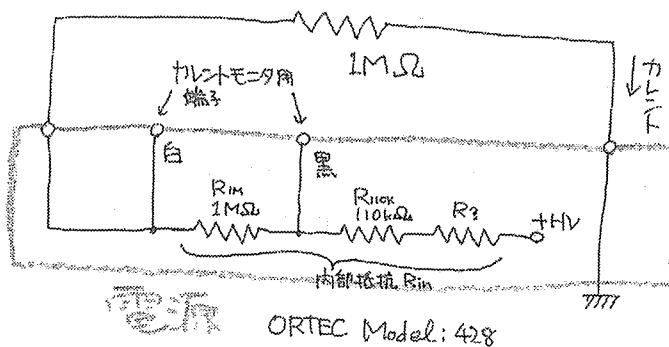 1MΩ
カレント
カレントモニタ用
端子
白
黒
R1M
1MΩ
R110K
110kΩ
R?
+HV
内部抵抗 Rin
電源
ORTEC Model: 428